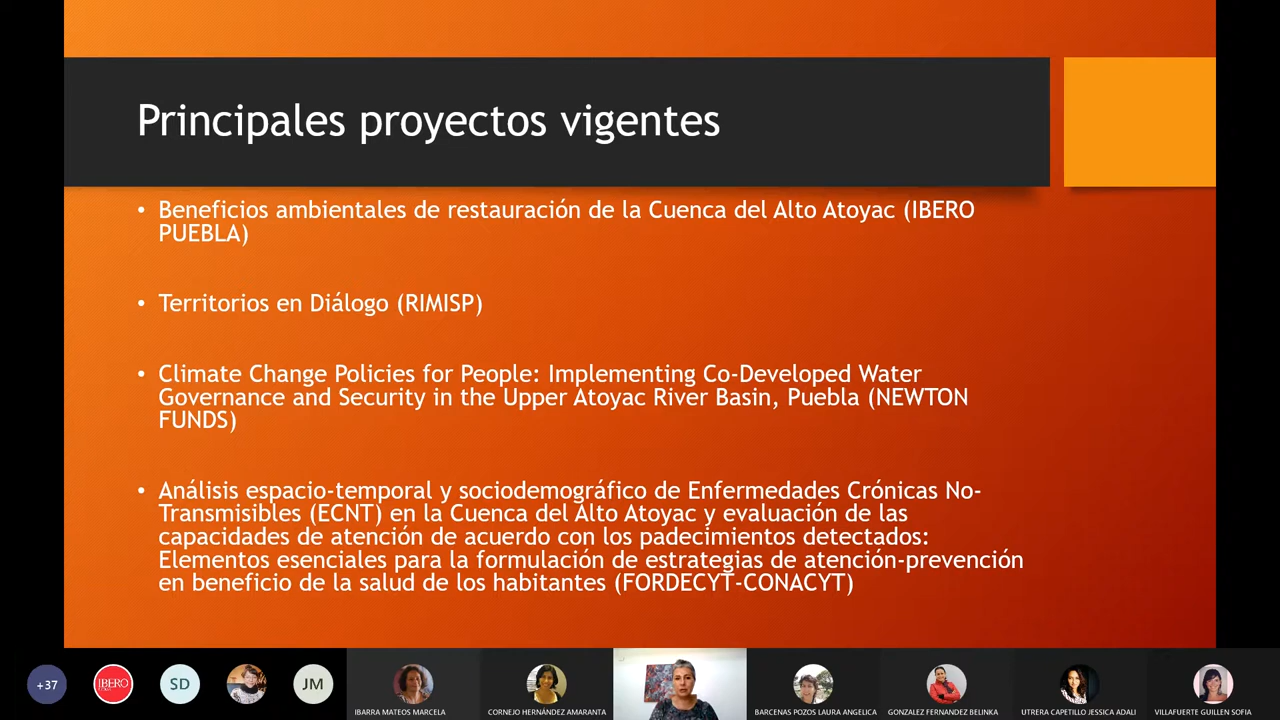 Principales proyectos vigentes
• Beneficios ambientales de restauración de la Cuenca del Alto Atoyac (IBERO
PUEBLA)
• Territorios en Diálogo (RIMISP)
• Climate Change Policies for People: Implementing Co-Developed Water
Governance and Security in the Upper Atoyac River Basin, Puebla (NEWTON
FUNDS)
• Análisis espacio-temporal y sociodemográfico de Enfermedades Crónicas No-
Transmisibles (ECNT) en la Cuenca del Alto Atoyac y evaluación de las
capacidades de atención de acuerdo con los padecimientos detectados:
Elementos esenciales para la formulación de estrategias de atención-prevención
en beneficio de la salud de los habitantes (FORDECYT-CONACYT)
+37
IBERO
SD
JM
IBARRA MATEOS MARCELA
CORNEJO HERNÁNDEZ AMARANTA
BARCENAS POZOS LAURA ANGELICA
GONZALEZ FERNANDEZ BELINKA
UTRERA CAPETILLO JESSICA ADALI
VILLAFUERTE GUILLEN SOFIA